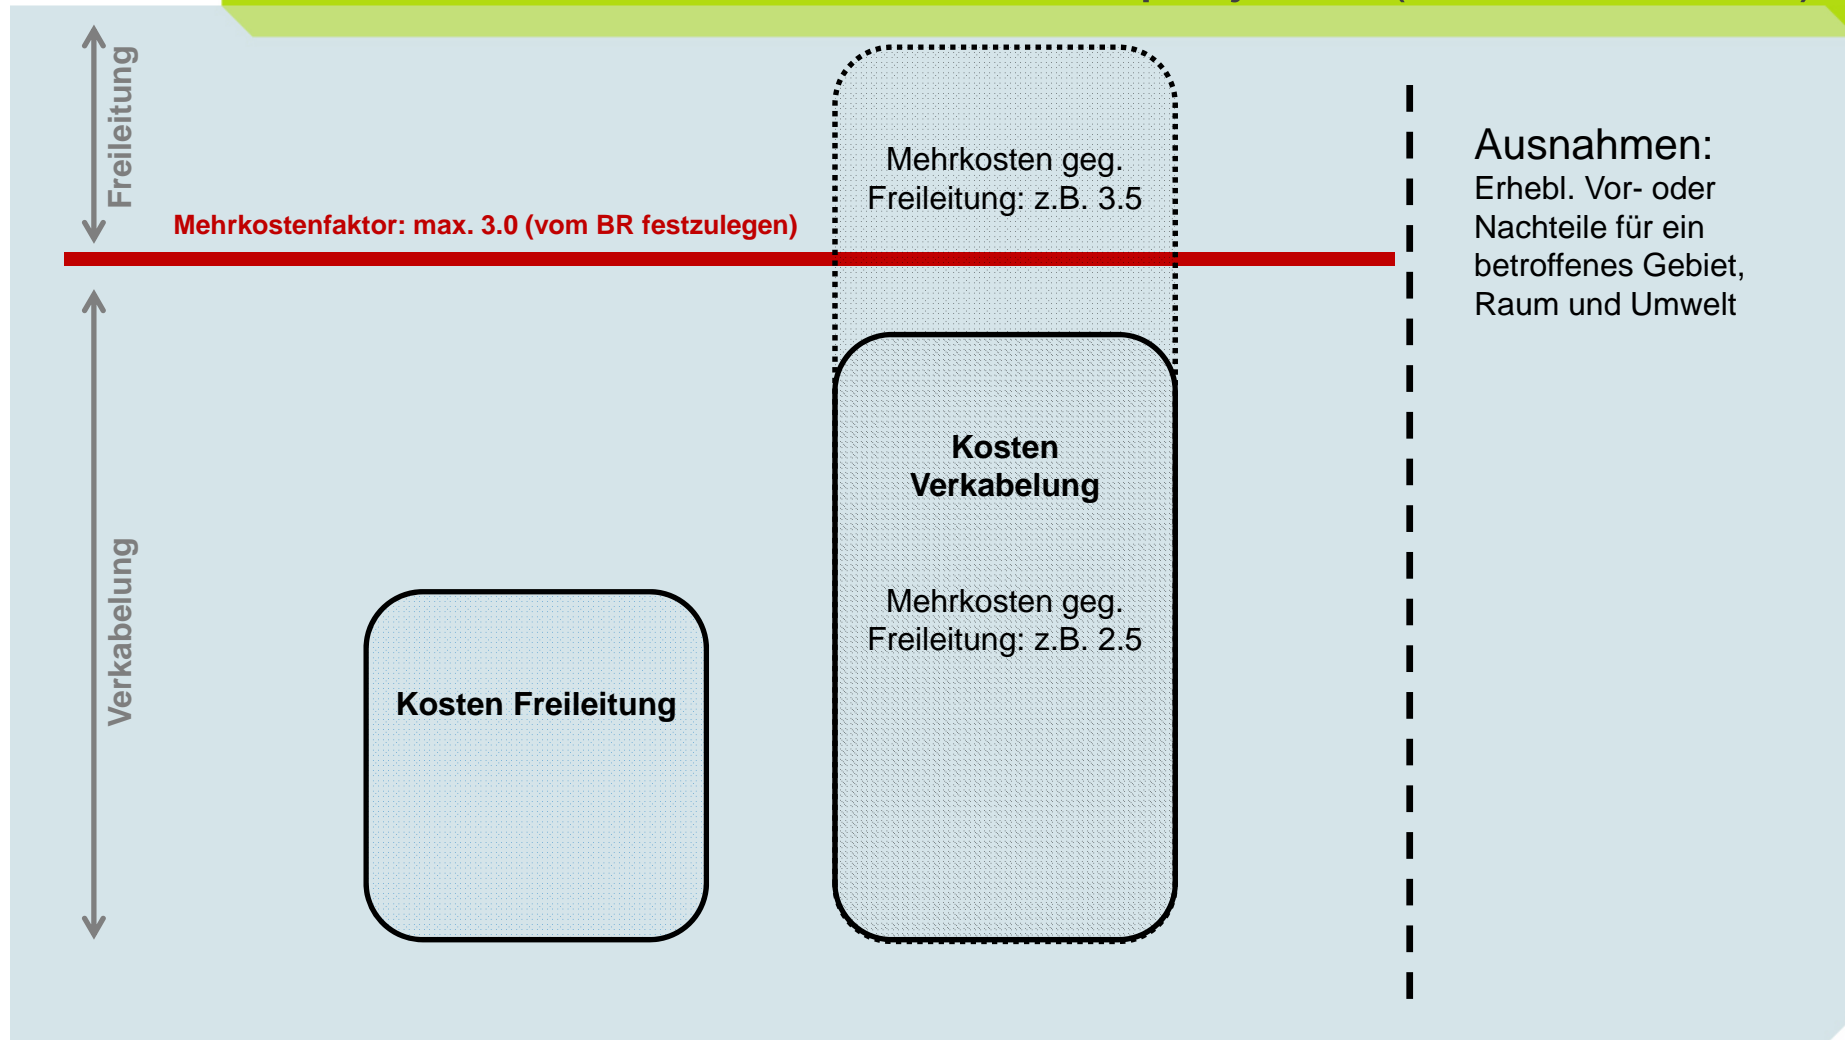 Freileitung
Mehrkosten geg.
Freileitung: z.B. 3.5
Ausnahmen:
Erhebl. Vor- oder
Nachteile für ein
betroffenes Gebiet,
Raum und Umwelt
Mehrkostenfaktor: max. 3.0 (vom BR festzulegen)
Verkabelung
Kosten
Verkabelung
Mehrkosten geg.
Freileitung: z.B. 2.5
Kosten Freileitung